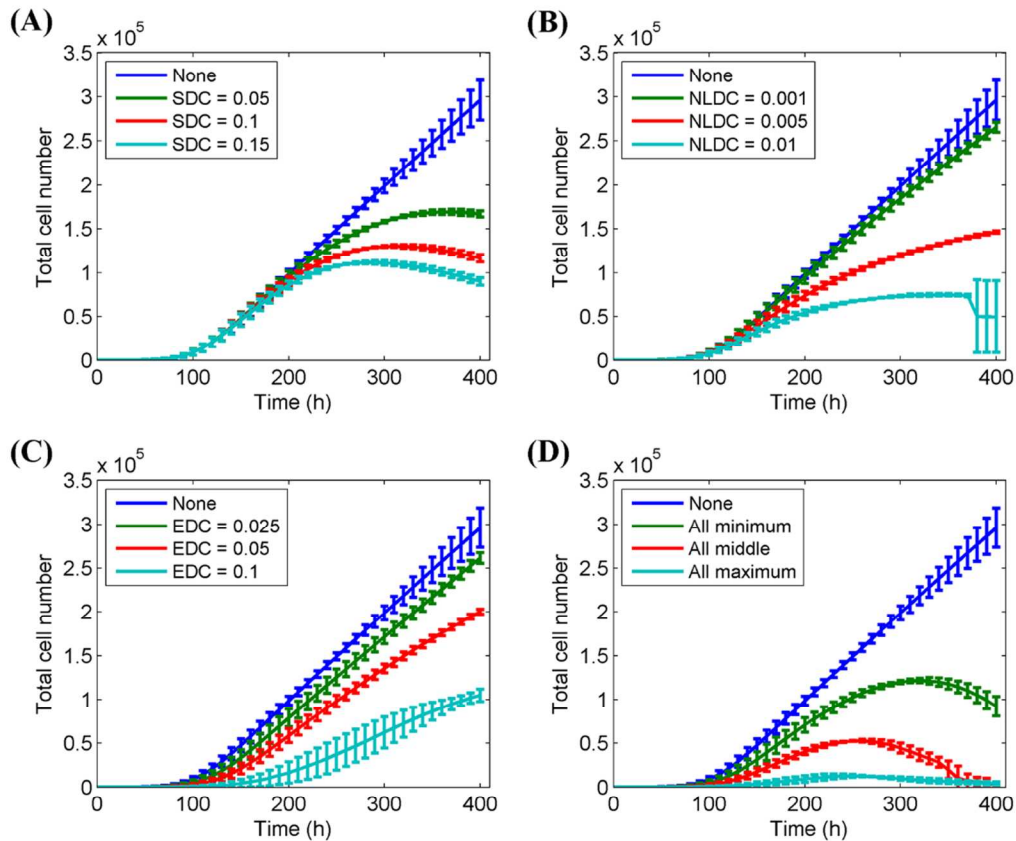 (A)
x 10^5
Total cell number
3.5
3
2.5
2
1.5
1
0.5
0
None
SDC = 0.05
SDC = 0.1
SDC = 0.15
0 100 200 300 400
Time (h)
(B)
x 10^5
Total cell number
3.5
3
2.5
2
1.5
1
0.5
0
None
NLDC = 0.001
NLDC = 0.005
NLDC = 0.01
0 100 200 300 400
Time (h)
(C)
x 10^5
Total cell number
3.5
3
2.5
2
1.5
1
0.5
0
None
EDC = 0.025
EDC = 0.05
EDC = 0.1
0 100 200 300 400
Time (h)
(D)
x 10^5
Total cell number
3.5
3
2.5
2
1.5
1
0.5
0
None
All minimum
All middle
All maximum
0 100 200 300 400
Time (h)